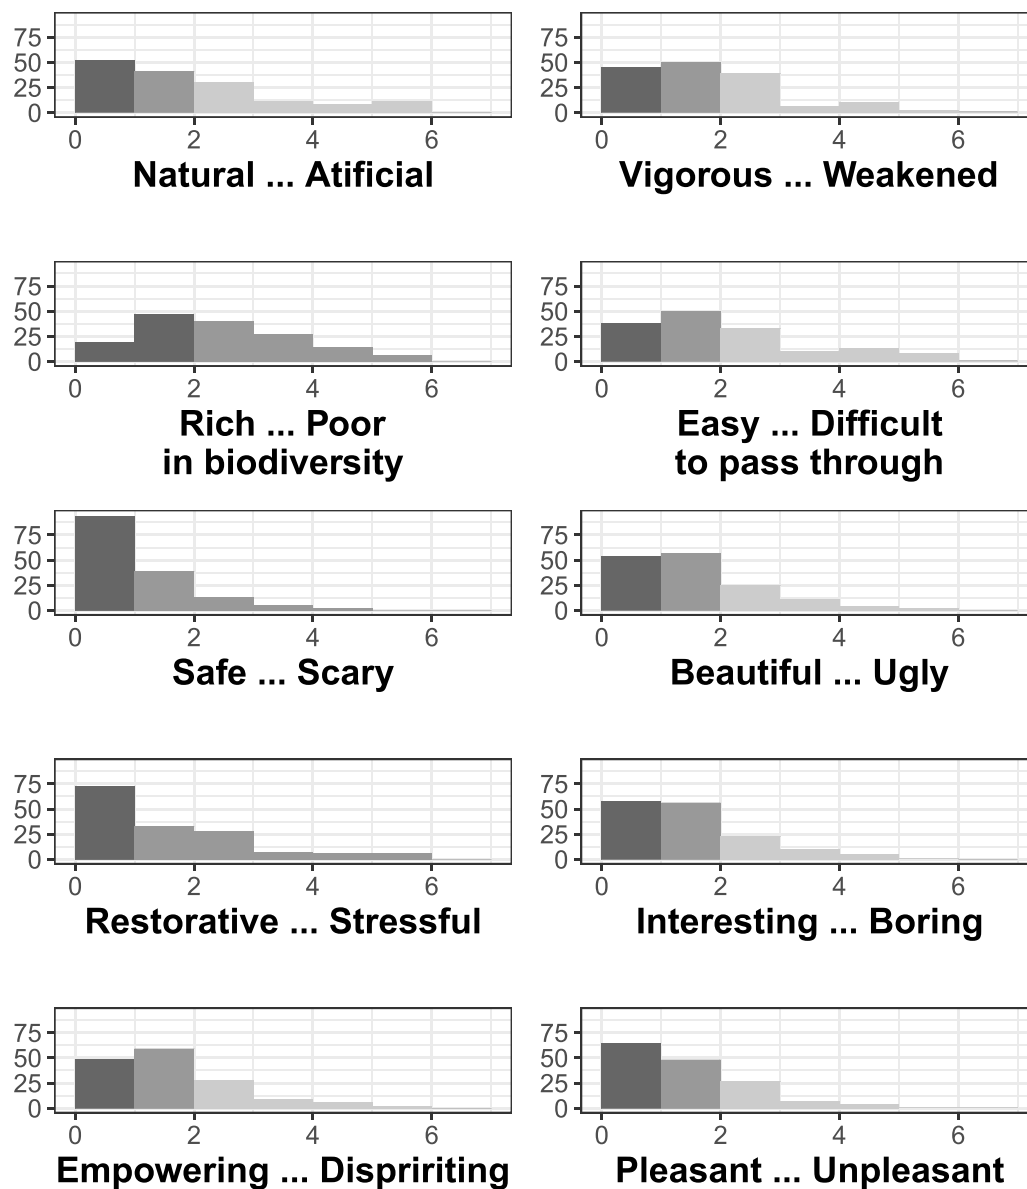 75
50
25
0
0 2 4 6
Natural ... Atificial
75
50
25
0
0 2 4 6
Vigorous ... Weakened
75
50
25
0
0 2 4 6
Rich ... Poor
in biodiversity
75
50
25
0
0 2 4 6
Easy ... Difficult
to pass through
75
50
25
0
0 2 4 6
Safe ... Scary
75
50
25
0
0 2 4 6
Beautiful ... Ugly
75
50
25
0
0 2 4 6
Restorative ... Stressful
75
50
25
0
0 2 4 6
Interesting ... Boring
75
50
25
0
0 2 4 6
Empowering ... Dispririting
75
50
25
0
0 2 4 6
Pleasant ... Unpleasant